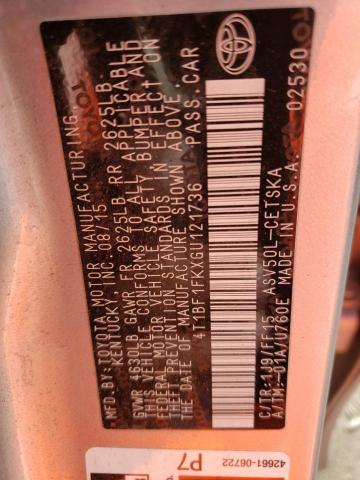 MFD. BY: TOYOTA MOTOR MANUFACTURING,
KENTUCKY, INC. 08/15
GVWR 4630LB GAWR FR 2625LB RR 2625LB
THIS VEHICLE CONFORMS TO ALL APPLICABLE
FEDERAL MOTOR VEHICLE SAFETY, BUMPER, AND
THEFT PREVENTION STANDARDS IN EFFECT ON
THE DATE OF MANUFACTURE SHOWN ABOVE.
4T1BF1FKXGU121736 PASS. CAR
C/TR:1J9/FF15 ASV50L-CETSKA
A/TM:-01A/U760E MADE IN U.S.A. 02530
42661-06722
P7